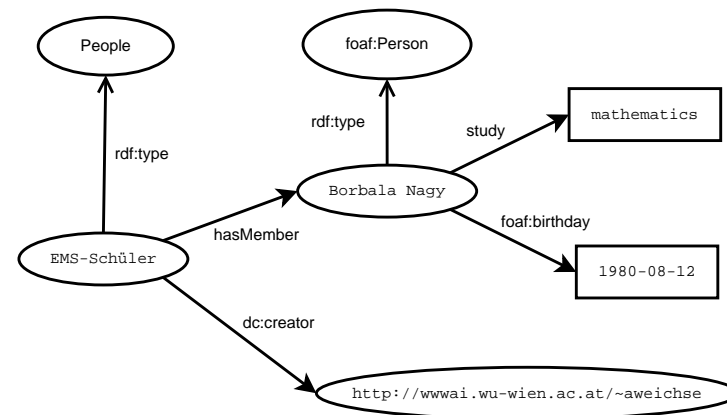 People
foaf:Person
mathematics
rdf:type
study
rdf:type
Borbala Nagy
foaf:birthday
hasMember
EMS-Schüler
1980-08-12
dc:creator
http://wwwai.wu-wien.ac.at/~aweichse